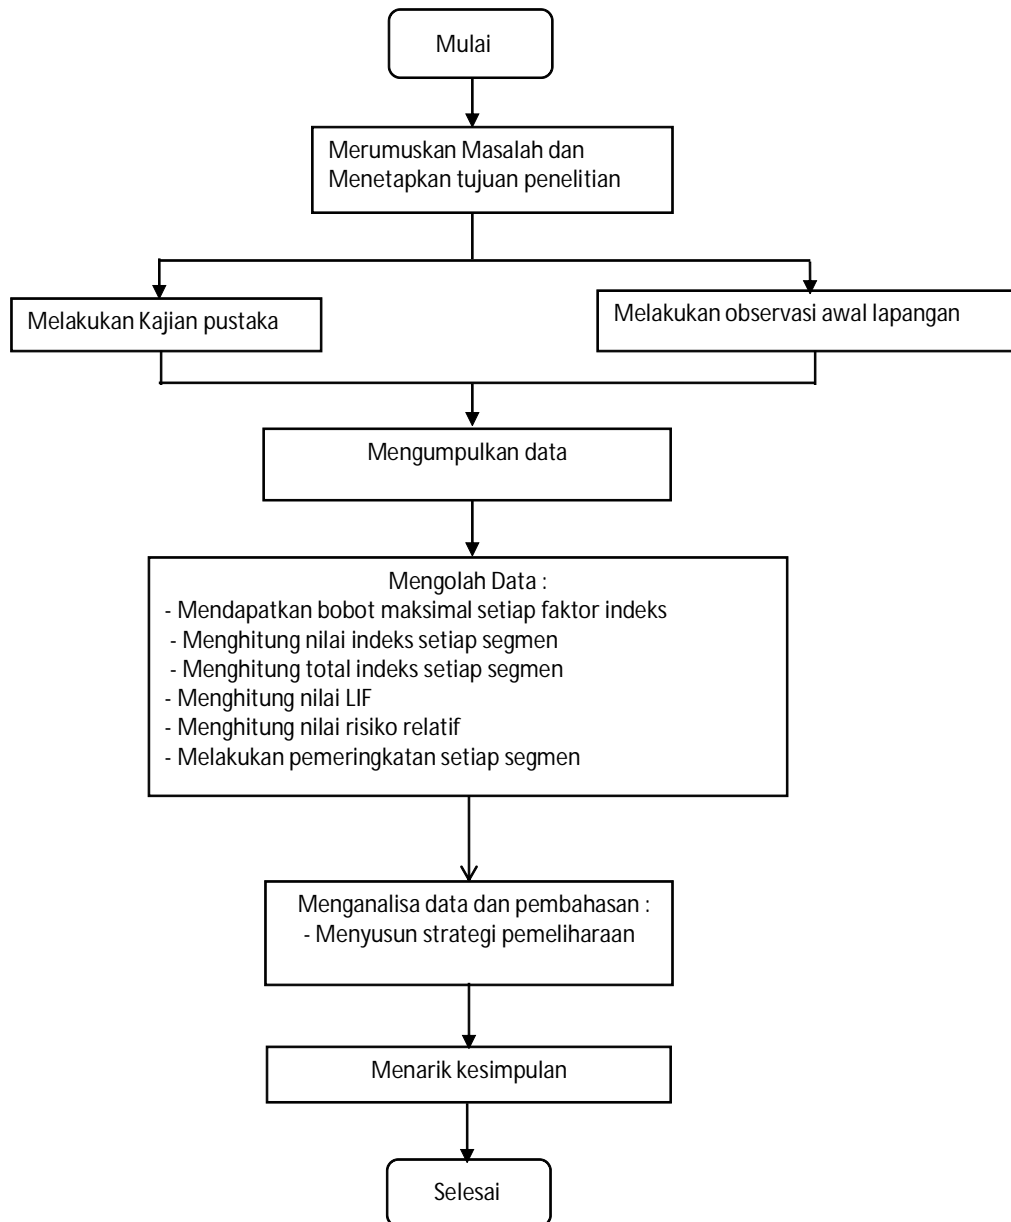 Mulai
Merumuskan Masalah dan
Menetapkan tujuan penelitian
Melakukan Kajian pustaka
Melakukan observasi awal lapangan
Mengumpulkan data
Mengolah Data :
- Mendapatkan bobot maksimal setiap faktor indeks
- Menghitung nilai indeks setiap segmen
- Menghitung total indeks setiap segmen
- Menghitung nilai LIF
- Menghitung nilai risiko relatif
- Melakukan pemeringkatan setiap segmen
Menganalisa data dan pembahasan :
- Menyusun strategi pemeliharaan
Menarik kesimpulan
Selesai